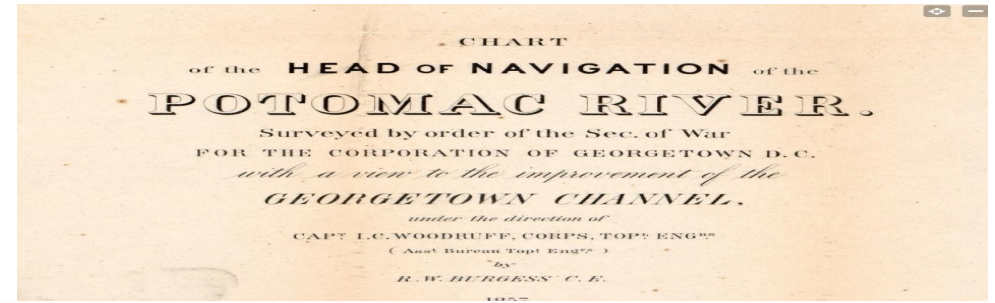 CHART
of the HEAD OF NAVIGATION of the
POTOMAC RIVER.
Surveyed by order of the Sec. of War
FOR THE CORPORATION OF GEORGETOWN D.C.
with a view to the improvement of the
GEORGETOWN CHANNEL,
under the direction of
CAPT I.C. WOODRUFF, CORPS, TOPL ENGRS
( Asst Bureau Topl Engrs )
by
R.W. BURGESS C.E.
1857